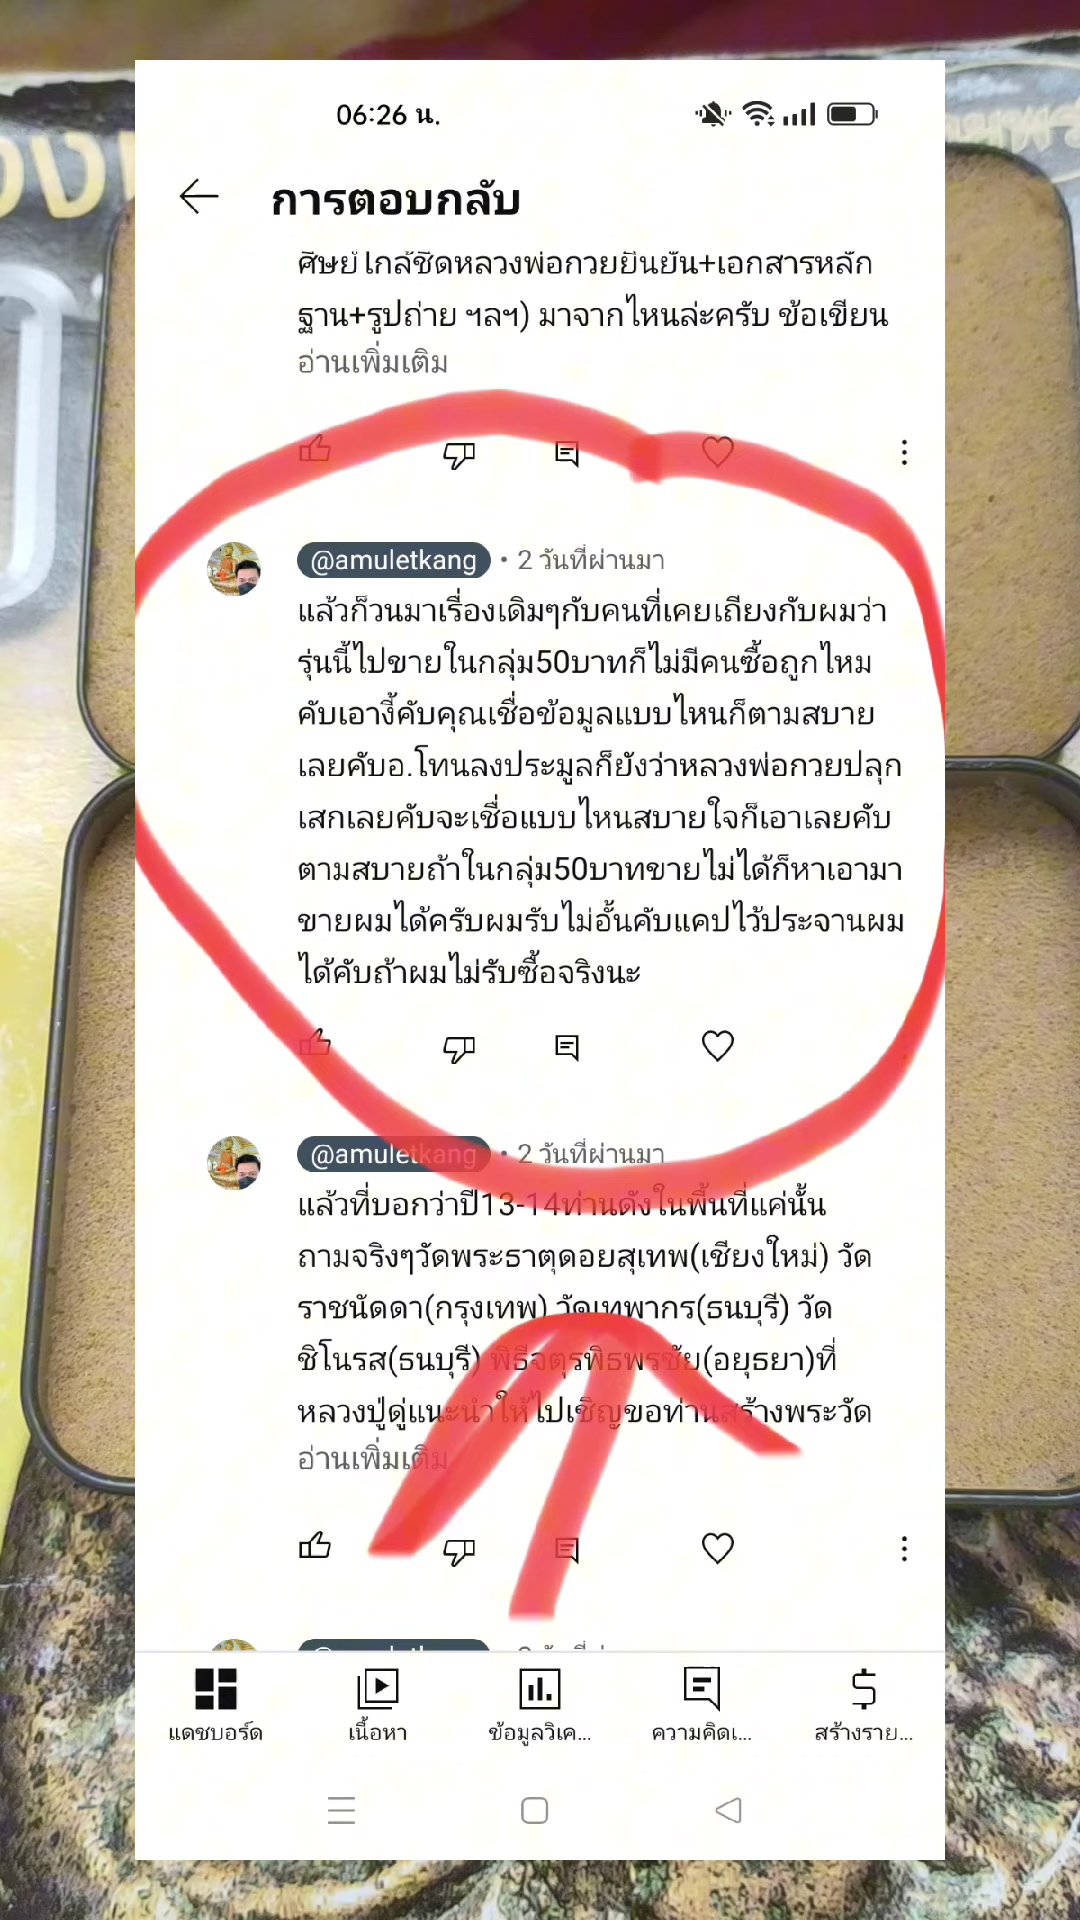 06:26 น.
การตอบกลับ
ศิษย์ใกล้ชิดหลวงพ่อกวยยืนยัน+เอกสารหลัก
ฐาน+รูปถ่าย ฯลฯ) มาจากไหนล่ะครับ ข้อเขียน
อ่านเพิ่มเติม
@amuletkang • 2 วันที่ผ่านมา
แล้วก็วนมาเรื่องเดิมๆกับคนที่เคยเถียงกับผมว่า
รุ่นนี้ไปขายในกลุ่ม50บาทก็ไม่มีคนซื้อถูกไหม
คับเอางี้คับคุณเชื่อข้อมูลแบบไหนก็ตามสบาย
เลยคับอ.โทนลงประมูลก็ยังว่าหลวงพ่อกวยปลุก
เสกเลยคับจะเชื่อแบบไหนสบายใจก็เอาเลยคับ
ตามสบายถ้าในกลุ่ม50บาทขายไม่ได้ก็หาเอามา
ขายผมได้ครับผมรับไม่อั้นคับแคปไว้ประจานผม
ได้คับถ้าผมไม่รับซื้อจริงนะ
@amuletkang • 2 วันที่ผ่านมา
แล้วที่บอกว่าปี13-14ท่านดังในพื้นที่แค่นั้น
ถามจริงๆวัดพระธาตุดอยสุเทพ(เชียงใหม่) วัด
ราชนัดดา(กรุงเทพ) วัดเทพากร(ธนบุรี) วัด
ชิโนรส(ธนบุรี) พิธีจตุรพิธพรชัย(อยุธยา)ที่
หลวงปู่ดู่แนะนำให้ไปเชิญขอท่านสร้างพระวัด
อ่านเพิ่มเติม
แดชบอร์ด
เนื้อหา
ข้อมูลวิเค...
ความคิดเ...
สร้างราย...